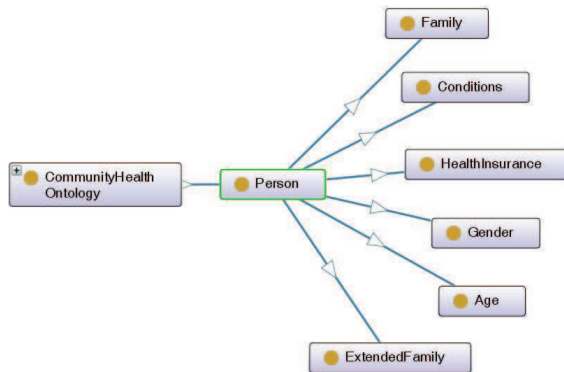 Family
Conditions
CommunityHealth
Ontology
Person
HealthInsurance
Gender
Age
ExtendedFamily